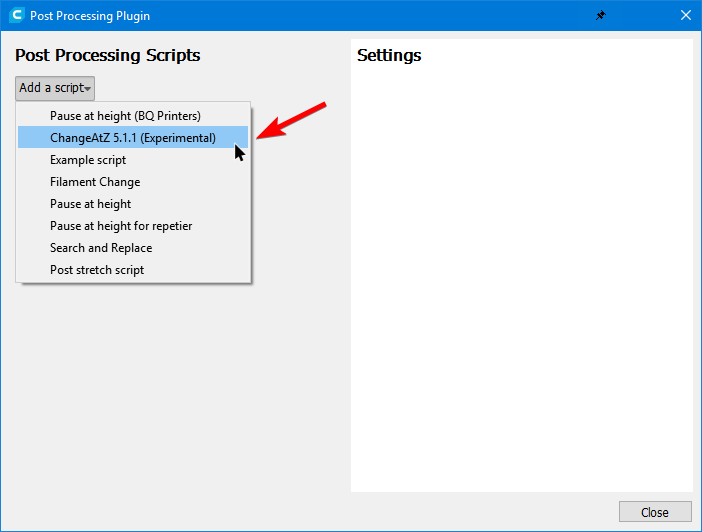 Post Processing Plugin
Post Processing Scripts
Settings
Add a script
Pause at height (BQ Printers)
ChangeAtZ 5.1.1 (Experimental)
Example script
Filament Change
Pause at height
Pause at height for repetier
Search and Replace
Post stretch script
Close